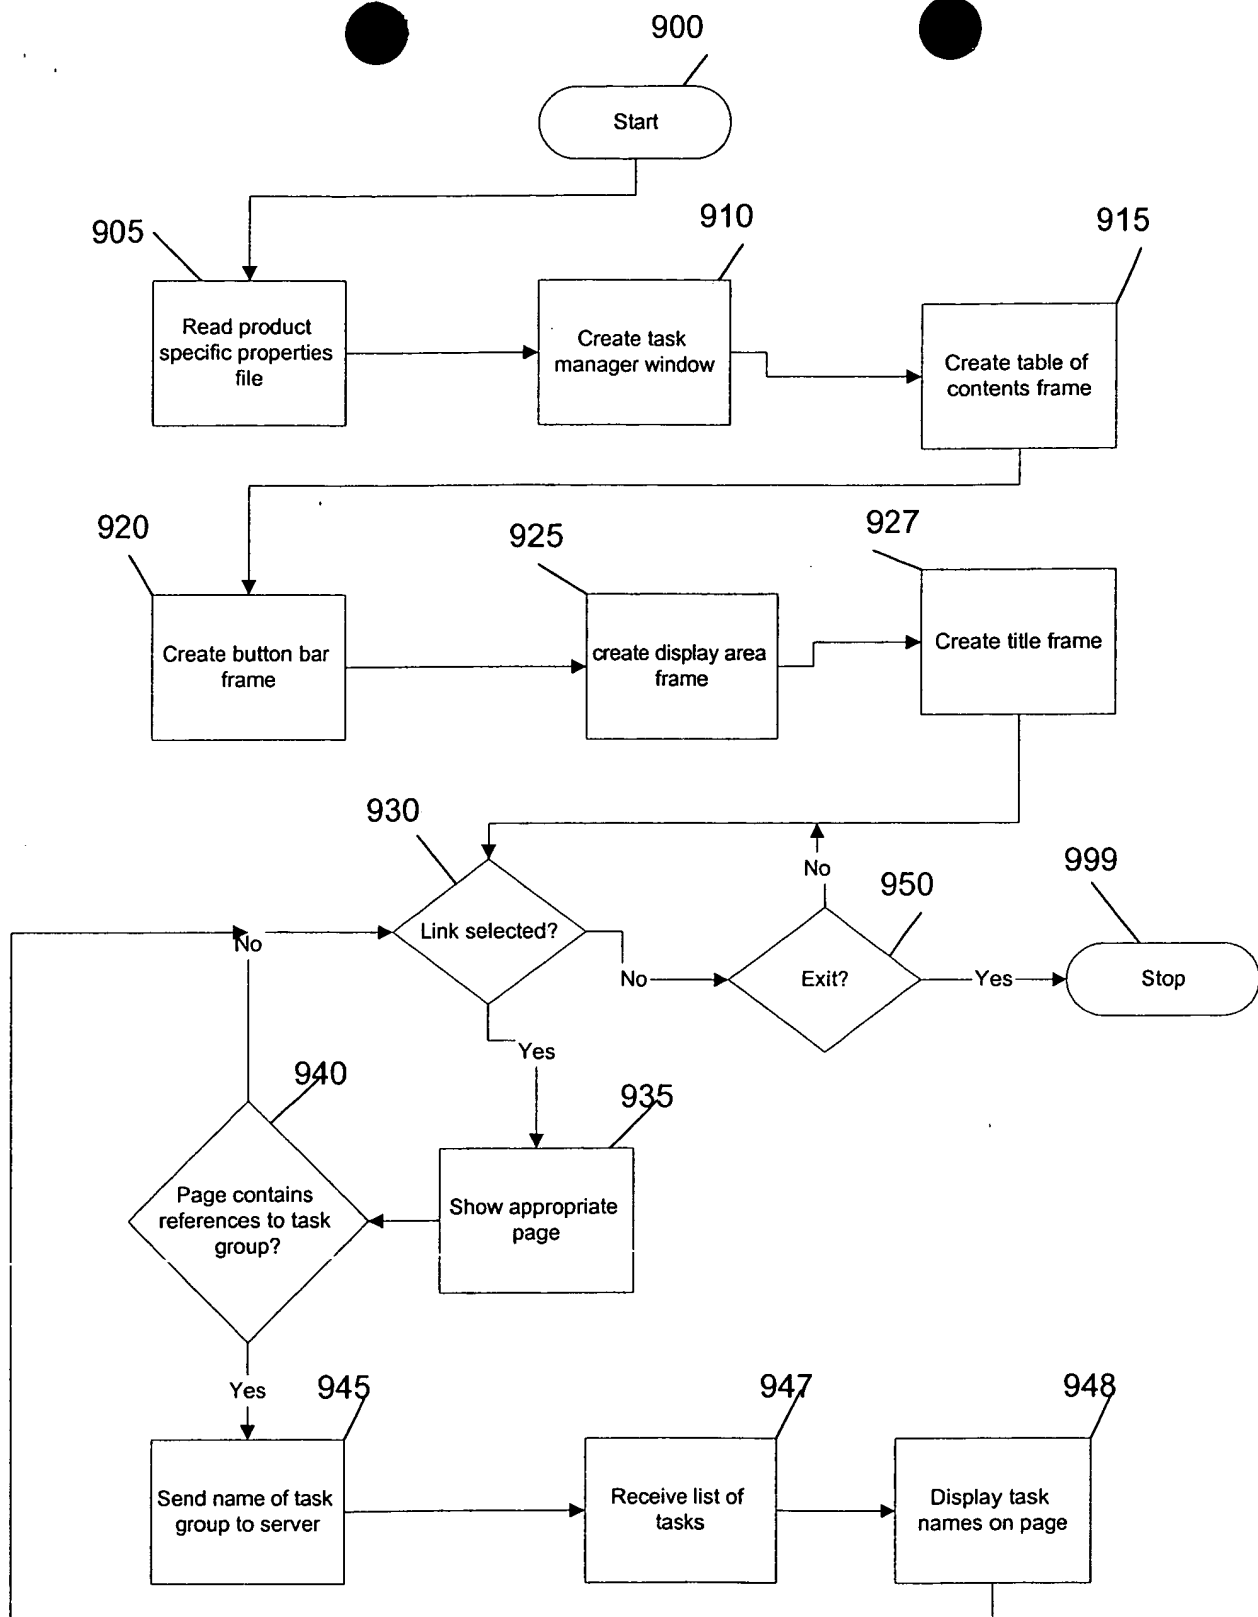 900
Start
905
910
915
Read product
specific properties
file
Create task
manager window
Create table of
contents frame
920
925
927
Create button bar
frame
create display area
frame
Create title frame
930
No
950
999
No
Link selected?
No
Exit?
Yes
Stop
Yes
940
935
Page contains
references to task
group?
Show appropriate
page
Yes
945
947
948
Send name of task
group to server
Receive list of
tasks
Display task
names on page